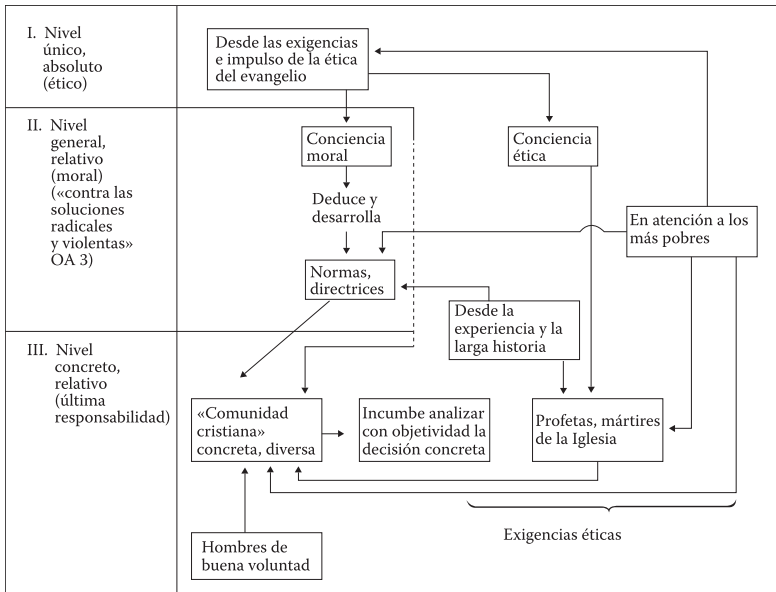 I. Nivel
único,
absoluto
(ético)
Desde las exigencias
e impulso de la ética
del evangelio
II. Nivel
general,
relativo
(moral)
(«contra las
soluciones
radicales
y violentas»
OA 3)
Conciencia
moral
Conciencia
ética
Deduce y
desarrolla
En atención a los
más pobres
Normas,
directrices
Desde la
experiencia y la
larga historia
III. Nivel
concreto,
relativo
(última
responsabilidad)
«Comunidad
cristiana»
concreta, diversa
Incumbe analizar
con objetividad la
decisión concreta
Profetas, mártires
de la Iglesia
Exigencias éticas
Hombres de
buena voluntad